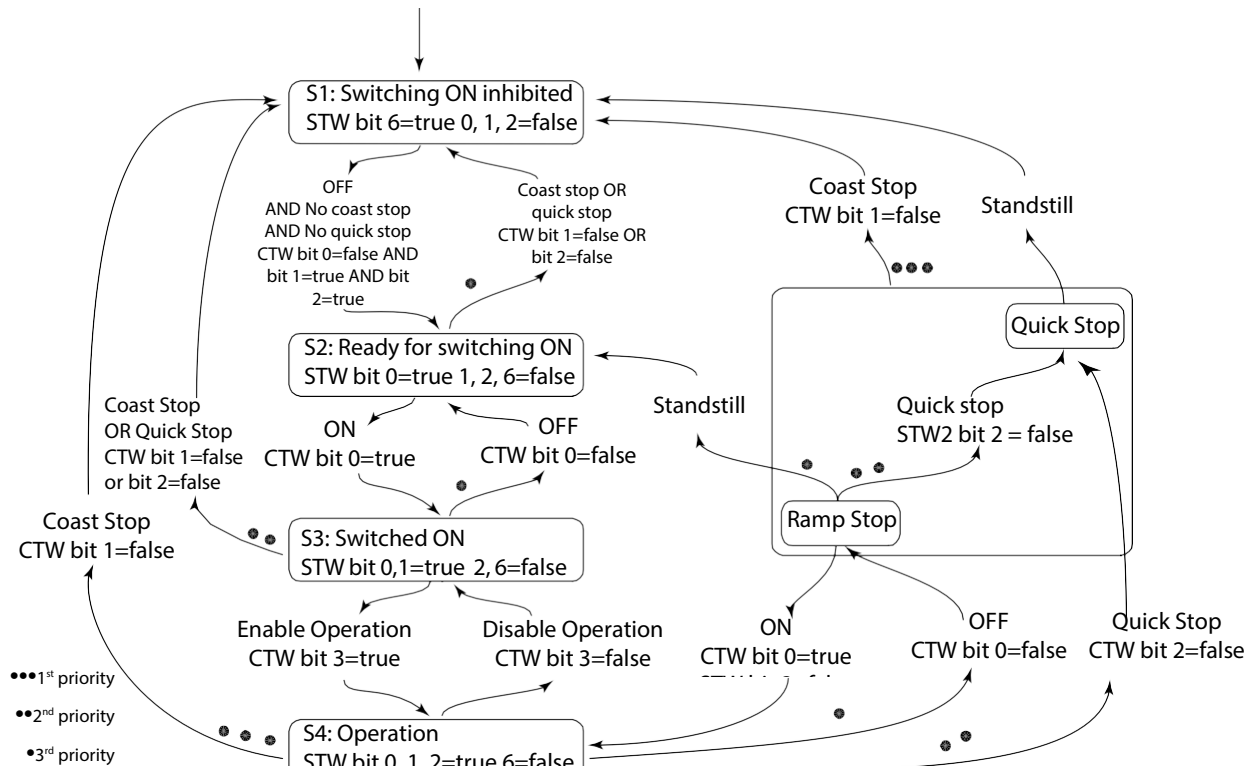 S1: Switching ON inhibited
STW bit 6=true 0, 1, 2=false
OFF
AND No coast stop
AND No quick stop
CTW bit 0=false AND
bit 1=true AND bit
2=true
Coast stop OR
quick stop
CTW bit 1=false OR
bit 2=false
Coast Stop
CTW bit 1=false
Standstill
Quick Stop
S2: Ready for switching ON
STW bit 0=true 1, 2, 6=false
Coast Stop
OR Quick Stop
CTW bit 1=false
or bit 2=false
ON
CTW bit 0=true
OFF
CTW bit 0=false
Standstill
Quick stop
STW2 bit 2 = false
Ramp Stop
Coast Stop
CTW bit 1=false
S3: Switched ON
STW bit 0,1=true 2, 6=false
Enable Operation
CTW bit 3=true
Disable Operation
CTW bit 3=false
ON
CTW bit 0=true
OFF
CTW bit 0=false
Quick Stop
CTW bit 2=false
•••1st priority
••2nd priority
•3rd priority
S4: Operation
STW bit 0, 1, 2=true 6=false